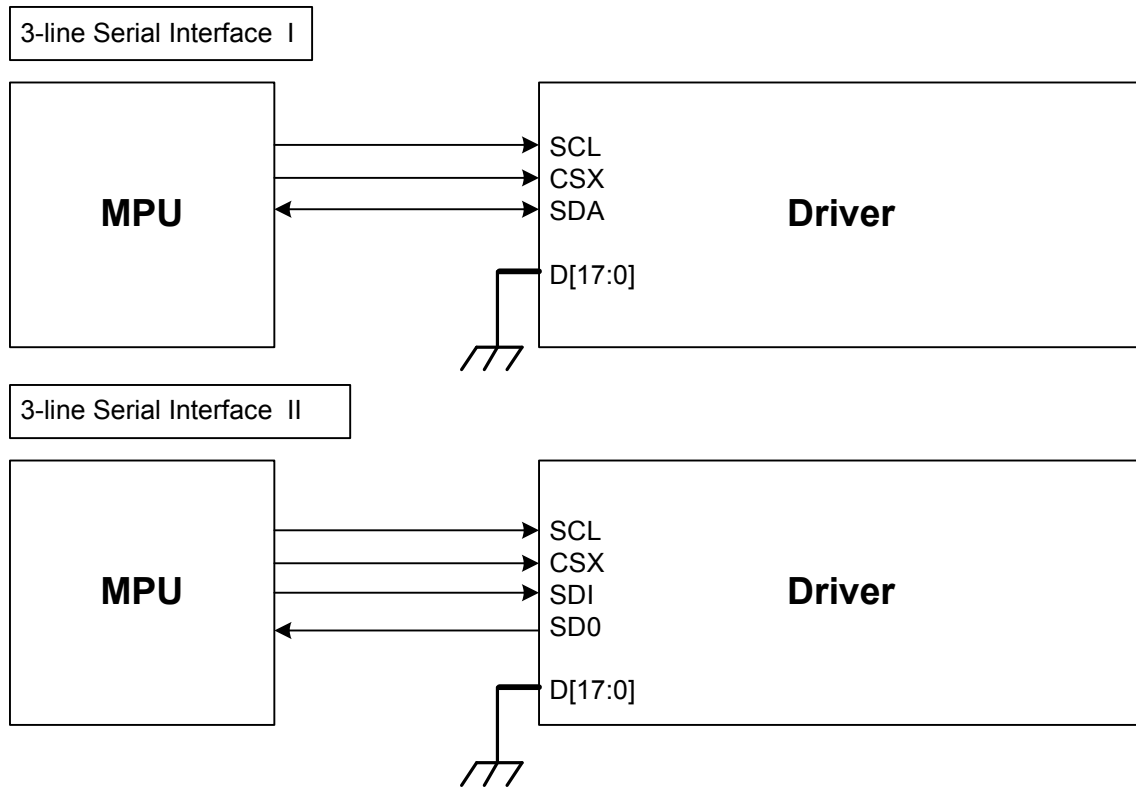 3-line Serial Interface I
MPU
SCL
CSX
SDA
Driver
D[17:0]
3-line Serial Interface II
MPU
SCL
CSX
SDI
SD0
Driver
D[17:0]